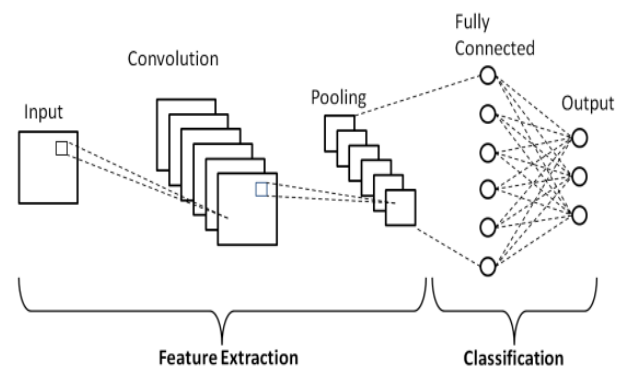 Fully
Connected
Convolution
Pooling
Input
Output
Feature Extraction
Classification